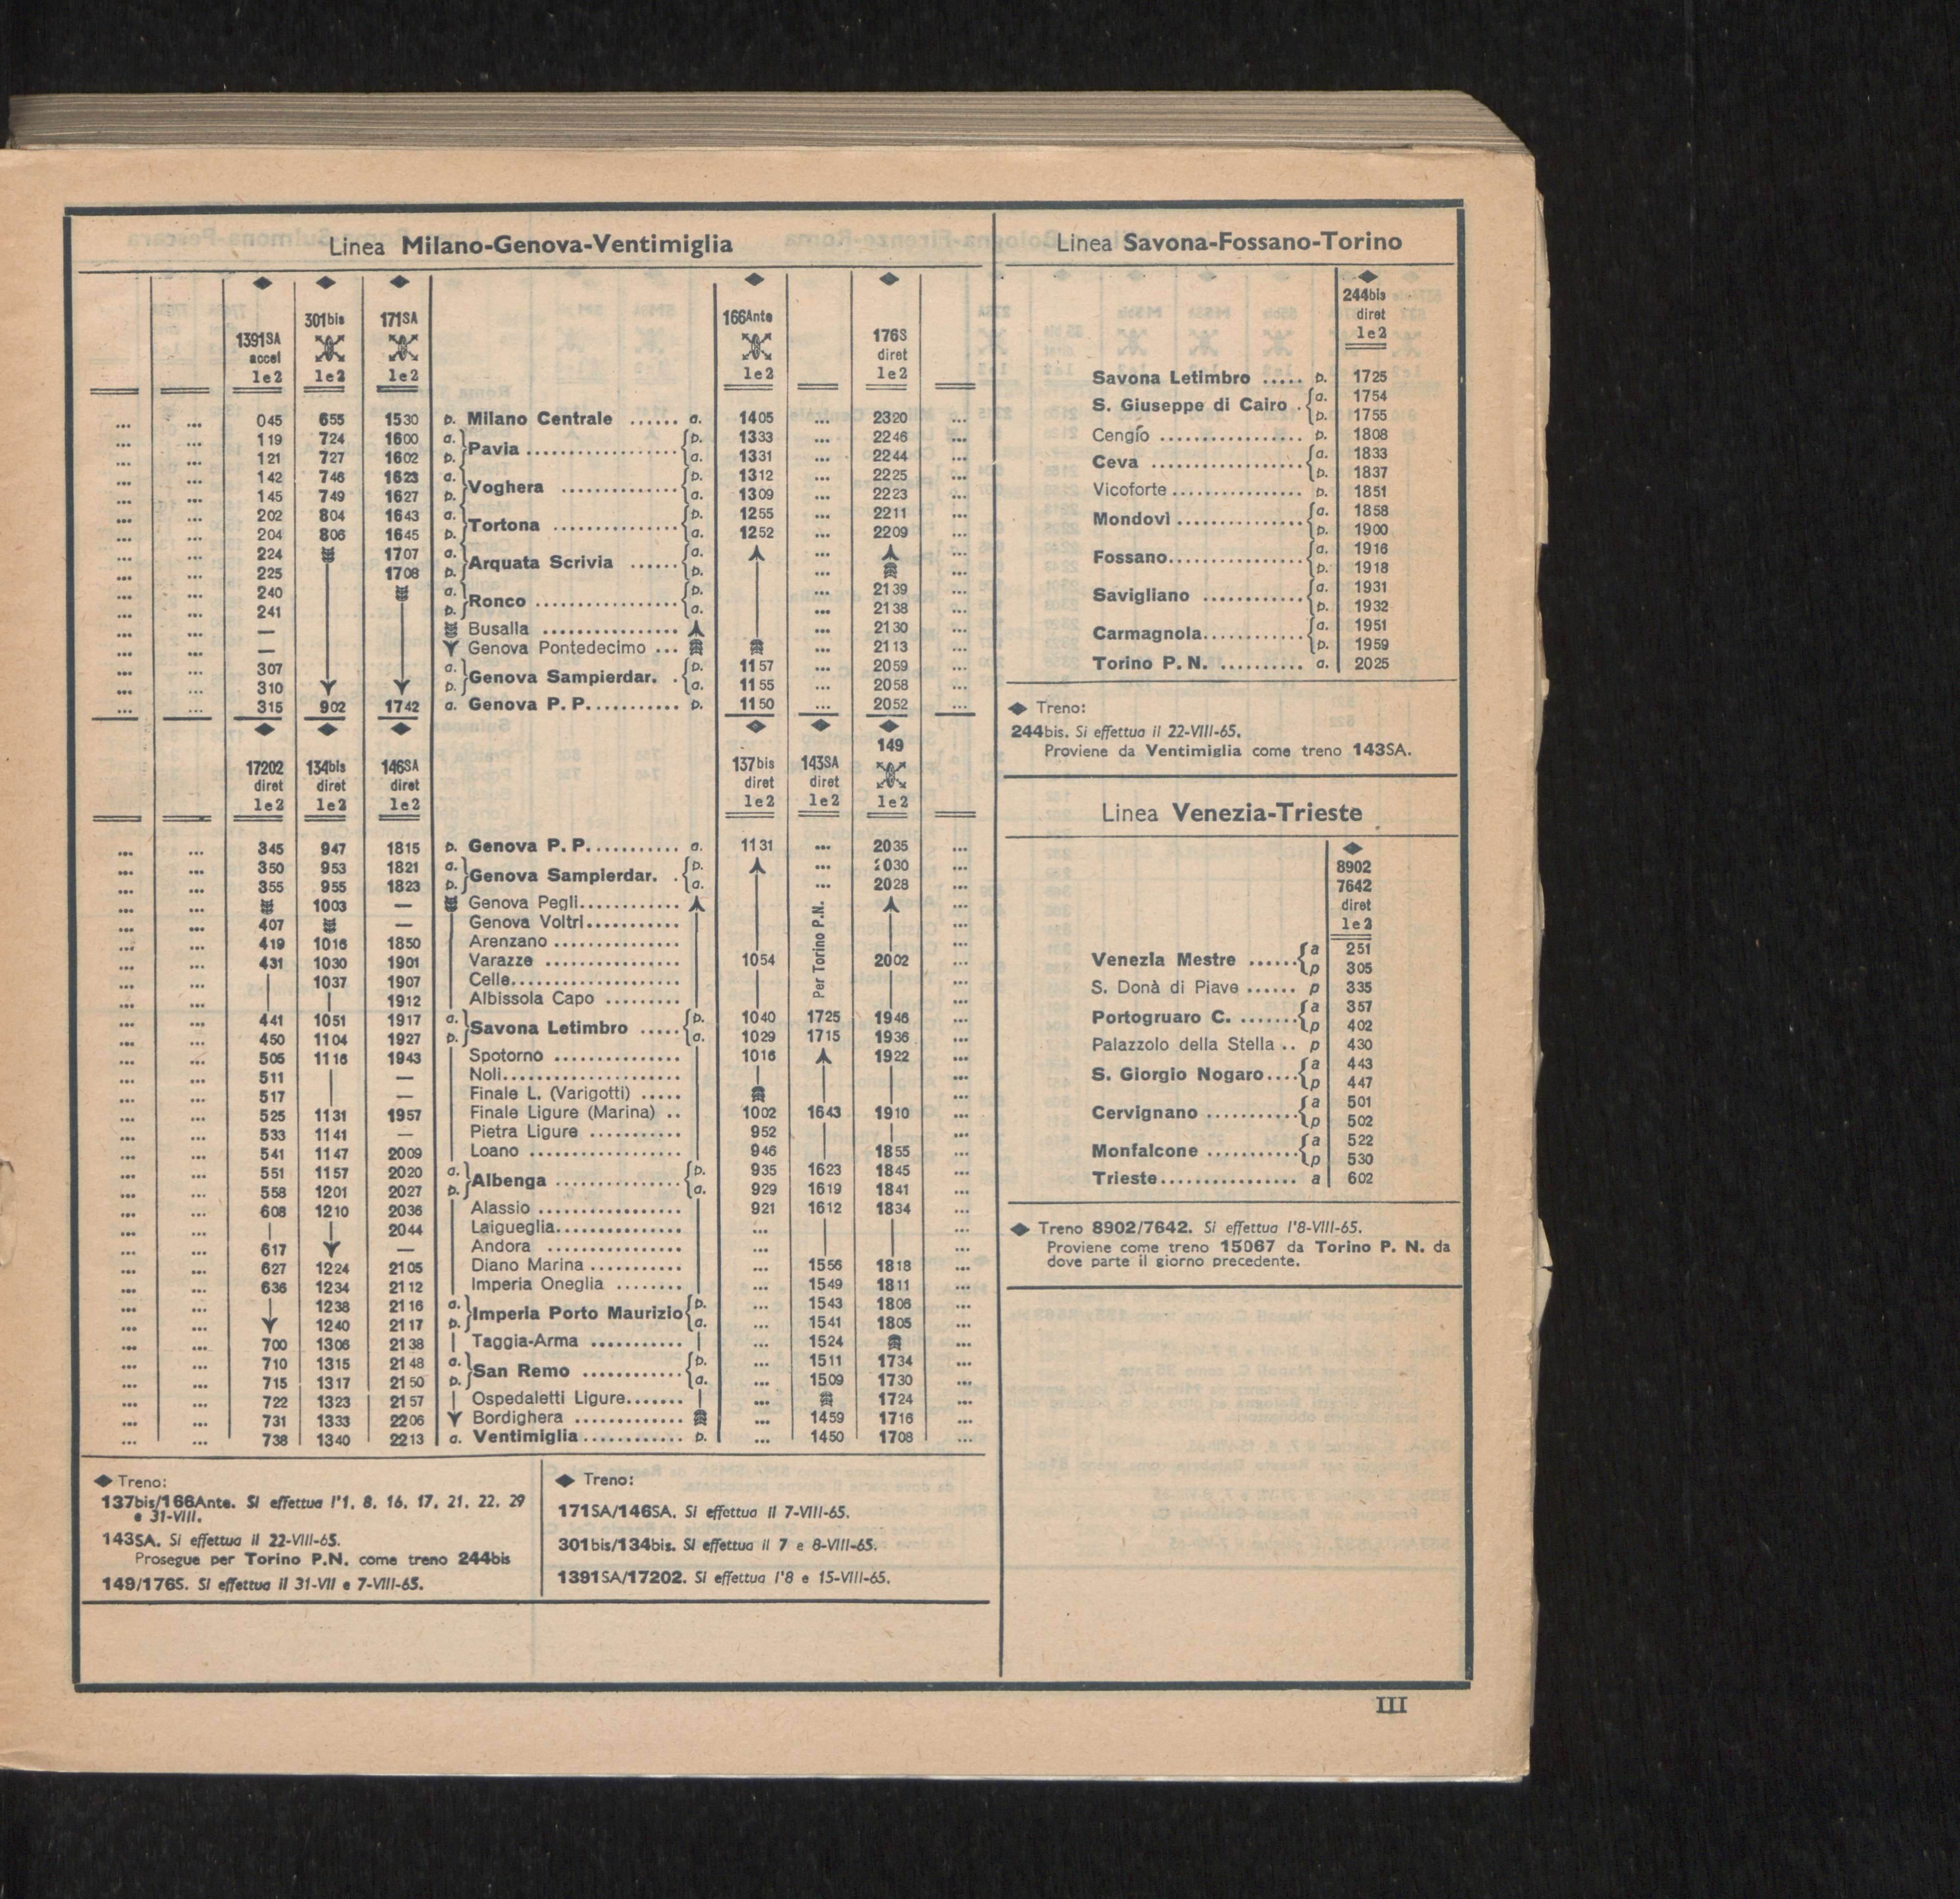 Linea Milano-Genova-Ventimiglia
1391SA 301bis 171SA 166Ante 176S
accel diret
1e2 1e2 1e2 1e2 1e2
... ... 045 655 1530 p. Milano Centrale ...... a. 1405 ... 2320 ...
... ... 119 724 1600 a. Pavia p. 1333 ... 2246 ...
... ... 121 727 1602 p. a. 1331 ... 2244 ...
... ... 142 746 1623 a. Voghera p. 1312 ... 2225 ...
... ... 145 749 1627 p. a. 1309 ... 2223 ...
... ... 202 804 1643 a. Tortona p. 1255 ... 2211 ...
... ... 204 806 1645 p. a. 1252 ... 2209 ...
... ... 224 1707 a. Arquata Scrivia a. ... ...
... ... 225 1708 p. p. ... ...
... ... 240 a. Ronco p. ... 2139 ...
... ... 241 p. a. ... 2138 ...
... ... — Busalla ... 2130 ...
... ... — Genova Pontedecimo ... ... 2113 ...
... ... 307 a. Genova Sampierdar. p. 1157 ... 2059 ...
... ... 310 p. a. 1155 ... 2058 ...
... ... 315 902 1742 a. Genova P. P. p. 1150 ... 2052 ...
149
17202 134bis 146SA 137bis 143SA
diret diret diret diret diret
1e2 1e2 1e2 1e2 1e2 1e2
... ... 345 947 1815 p. Genova P. P. a. 1131 ... 2035 ...
... ... 350 953 1821 a. Genova Sampierdar. p. ... 2030 ...
... ... 355 955 1823 p. a. ... 2028 ...
... ... 1003 — Genova Pegli ...
... ... 407 — Genova Voltri ...
... ... 419 1016 1850 Arenzano ...
... ... 431 1030 1901 Varazze 1054 2002 ...
... ... 1037 1907 Celle ...
... ... 1912 Albissola Capo ...
Per Torino P.N.
... ... 441 1051 1917 a. Savona Letimbro p. 1040 1725 1946 ...
... ... 450 1104 1927 p. a. 1029 1715 1936 ...
... ... 505 1116 1943 Spotorno 1016 1922 ...
... ... 511 — Noli ...
... ... 517 — Finale L. (Varigotti) ...
... ... 525 1131 1957 Finale Ligure (Marina) .. 1002 1643 1910 ...
... ... 533 1141 — Pietra Ligure 952 ...
... ... 541 1147 2009 Loano 946 1855 ...
... ... 551 1157 2020 a. Albenga p. 935 1623 1845 ...
... ... 558 1201 2027 p. a. 929 1619 1841 ...
... ... 608 1210 2036 Alassio 921 1612 1834 ...
... ... 2044 Laigueglia ... ...
... ... 617 — Andora ... ...
... ... 627 1224 2105 Diano Marina ... 1556 1818 ...
... ... 636 1234 2112 Imperia Oneglia ... 1549 1811 ...
... ... 1238 2116 a. Imperia Porto Maurizio p. ... 1543 1806 ...
... ... 1240 2117 p. a. ... 1541 1805 ...
... ... 700 1306 2138 Taggia-Arma ... 1524 ...
... ... 710 1315 2148 a. San Remo p. ... 1511 1734 ...
... ... 715 1317 2150 p. a. ... 1509 1730 ...
... ... 722 1323 2157 Ospedaletti Ligure ... 1724 ...
... ... 731 1333 2206 Bordighera ... 1459 1716 ...
... ... 738 1340 2213 a. Ventimiglia p. ... 1450 1708 ...
◆ Treno:
137bis/166Ante. Si effettua l'1, 8, 16, 17, 21, 22, 29
e 31-VIII.
143SA. Si effettua il 22-VIII-65.
Prosegue per Torino P.N. come treno 244bis
149/176S. Si effettua il 31-VII e 7-VIII-65.
◆ Treno:
171SA/146SA. Si effettua il 7-VIII-65.
301bis/134bis. Si effettua il 7 e 8-VIII-65.
1391SA/17202. Si effettua l'8 e 15-VIII-65.
Linea Savona-Fossano-Torino
244bis
diret
1e2
Savona Letimbro ..... p. 1725
S. Giuseppe di Cairo . a. 1754
p. 1755
Cengio p. 1808
Ceva a. 1833
p. 1837
Vicoforte p. 1851
Mondovì a. 1858
p. 1900
Fossano a. 1916
p. 1918
Savigliano a. 1931
p. 1932
Carmagnola a. 1951
p. 1959
Torino P. N. a. 2025
◆ Treno:
244bis. Si effettua il 22-VIII-65.
Proviene da Ventimiglia come treno 143SA.
Linea Venezia-Trieste
8902
7642
diret
1e2
Venezia Mestre ...... a 251
p 305
S. Donà di Piave ...... p 335
Portogruaro C. a 357
p 402
Palazzolo della Stella .. p 430
S. Giorgio Nogaro.... a 443
p 447
Cervignano a 501
p 502
Monfalcone a 522
p 530
Trieste a 602
◆ Treno 8902/7642. Si effettua l'8-VIII-65.
Proviene come treno 15067 da Torino P. N. da
dove parte il giorno precedente.
III